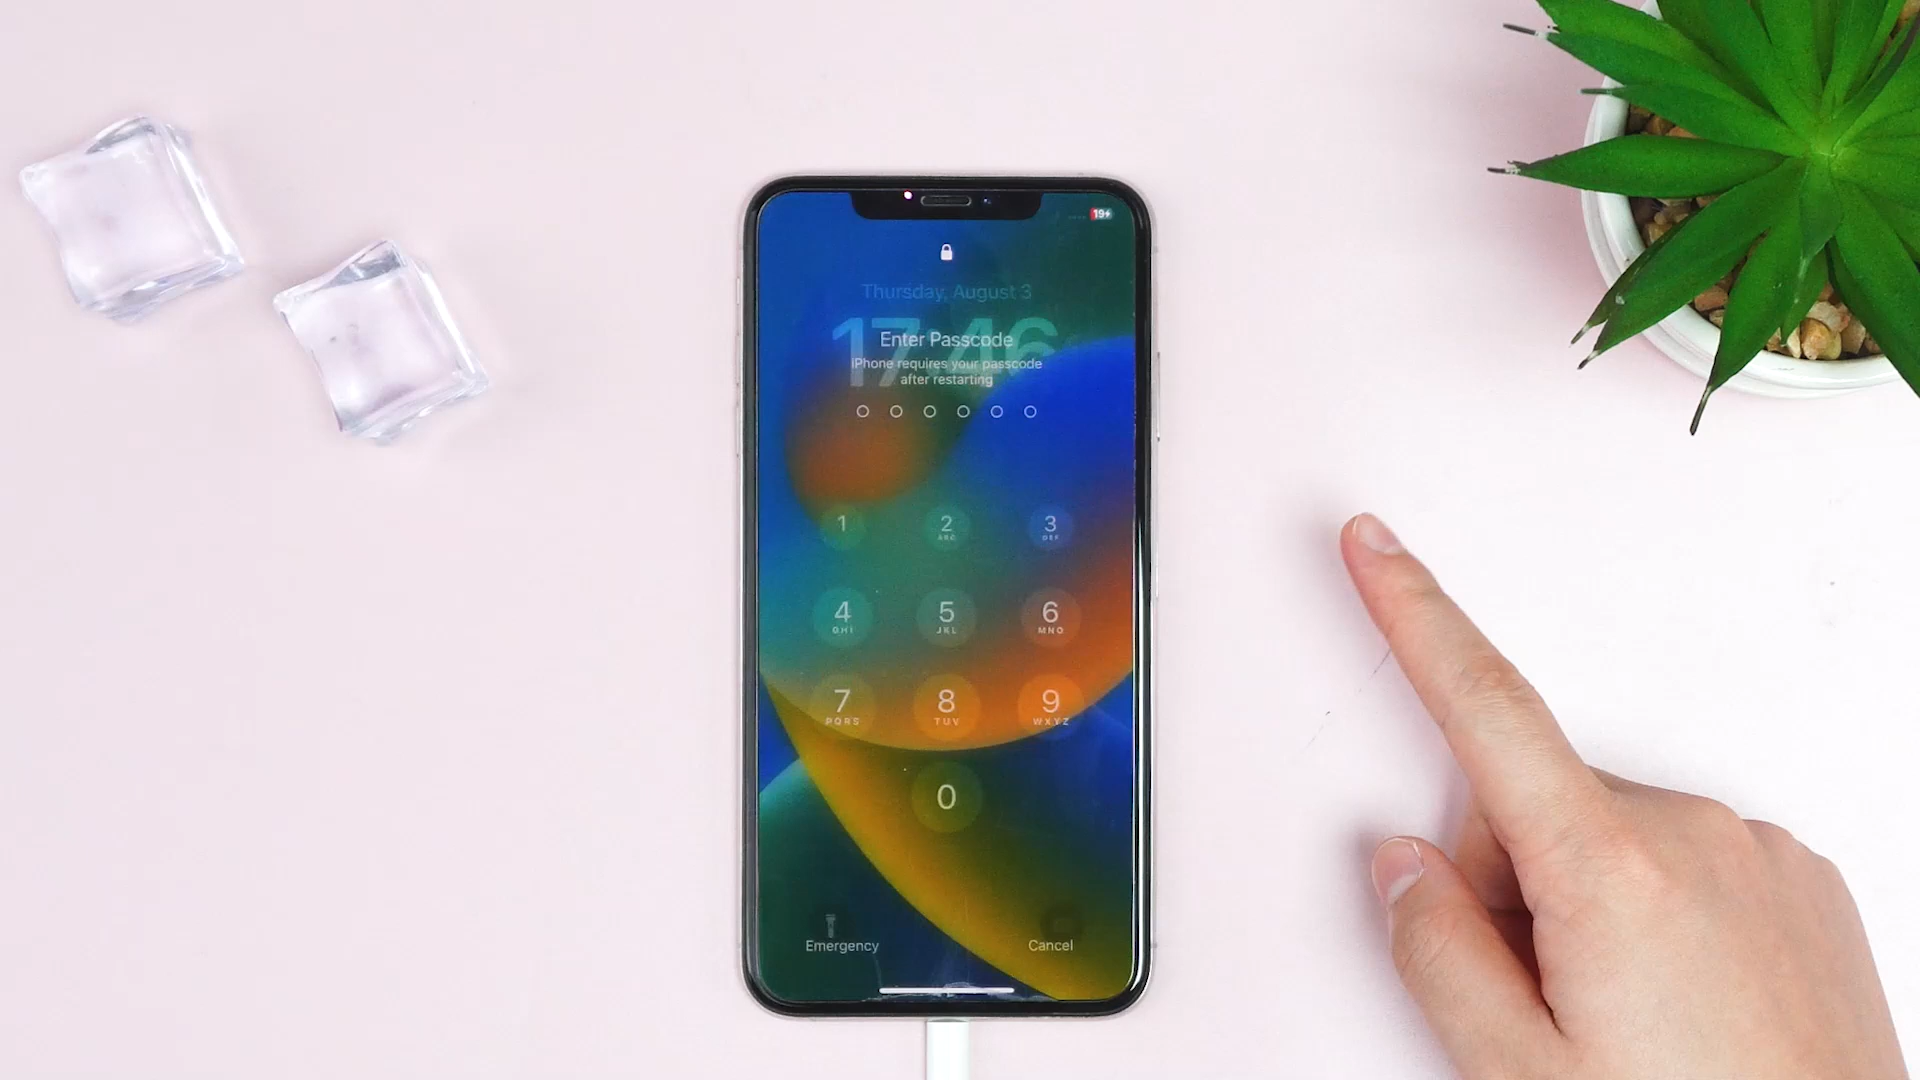 19
Thursday, August 3
17:46
Enter Passcode
iPhone requires your passcode
after restarting
1
2
ABC
3
DEF
4
GHI
5
JKL
6
MNO
7
PQRS
8
TUV
9
WXYZ
0
Emergency
Cancel